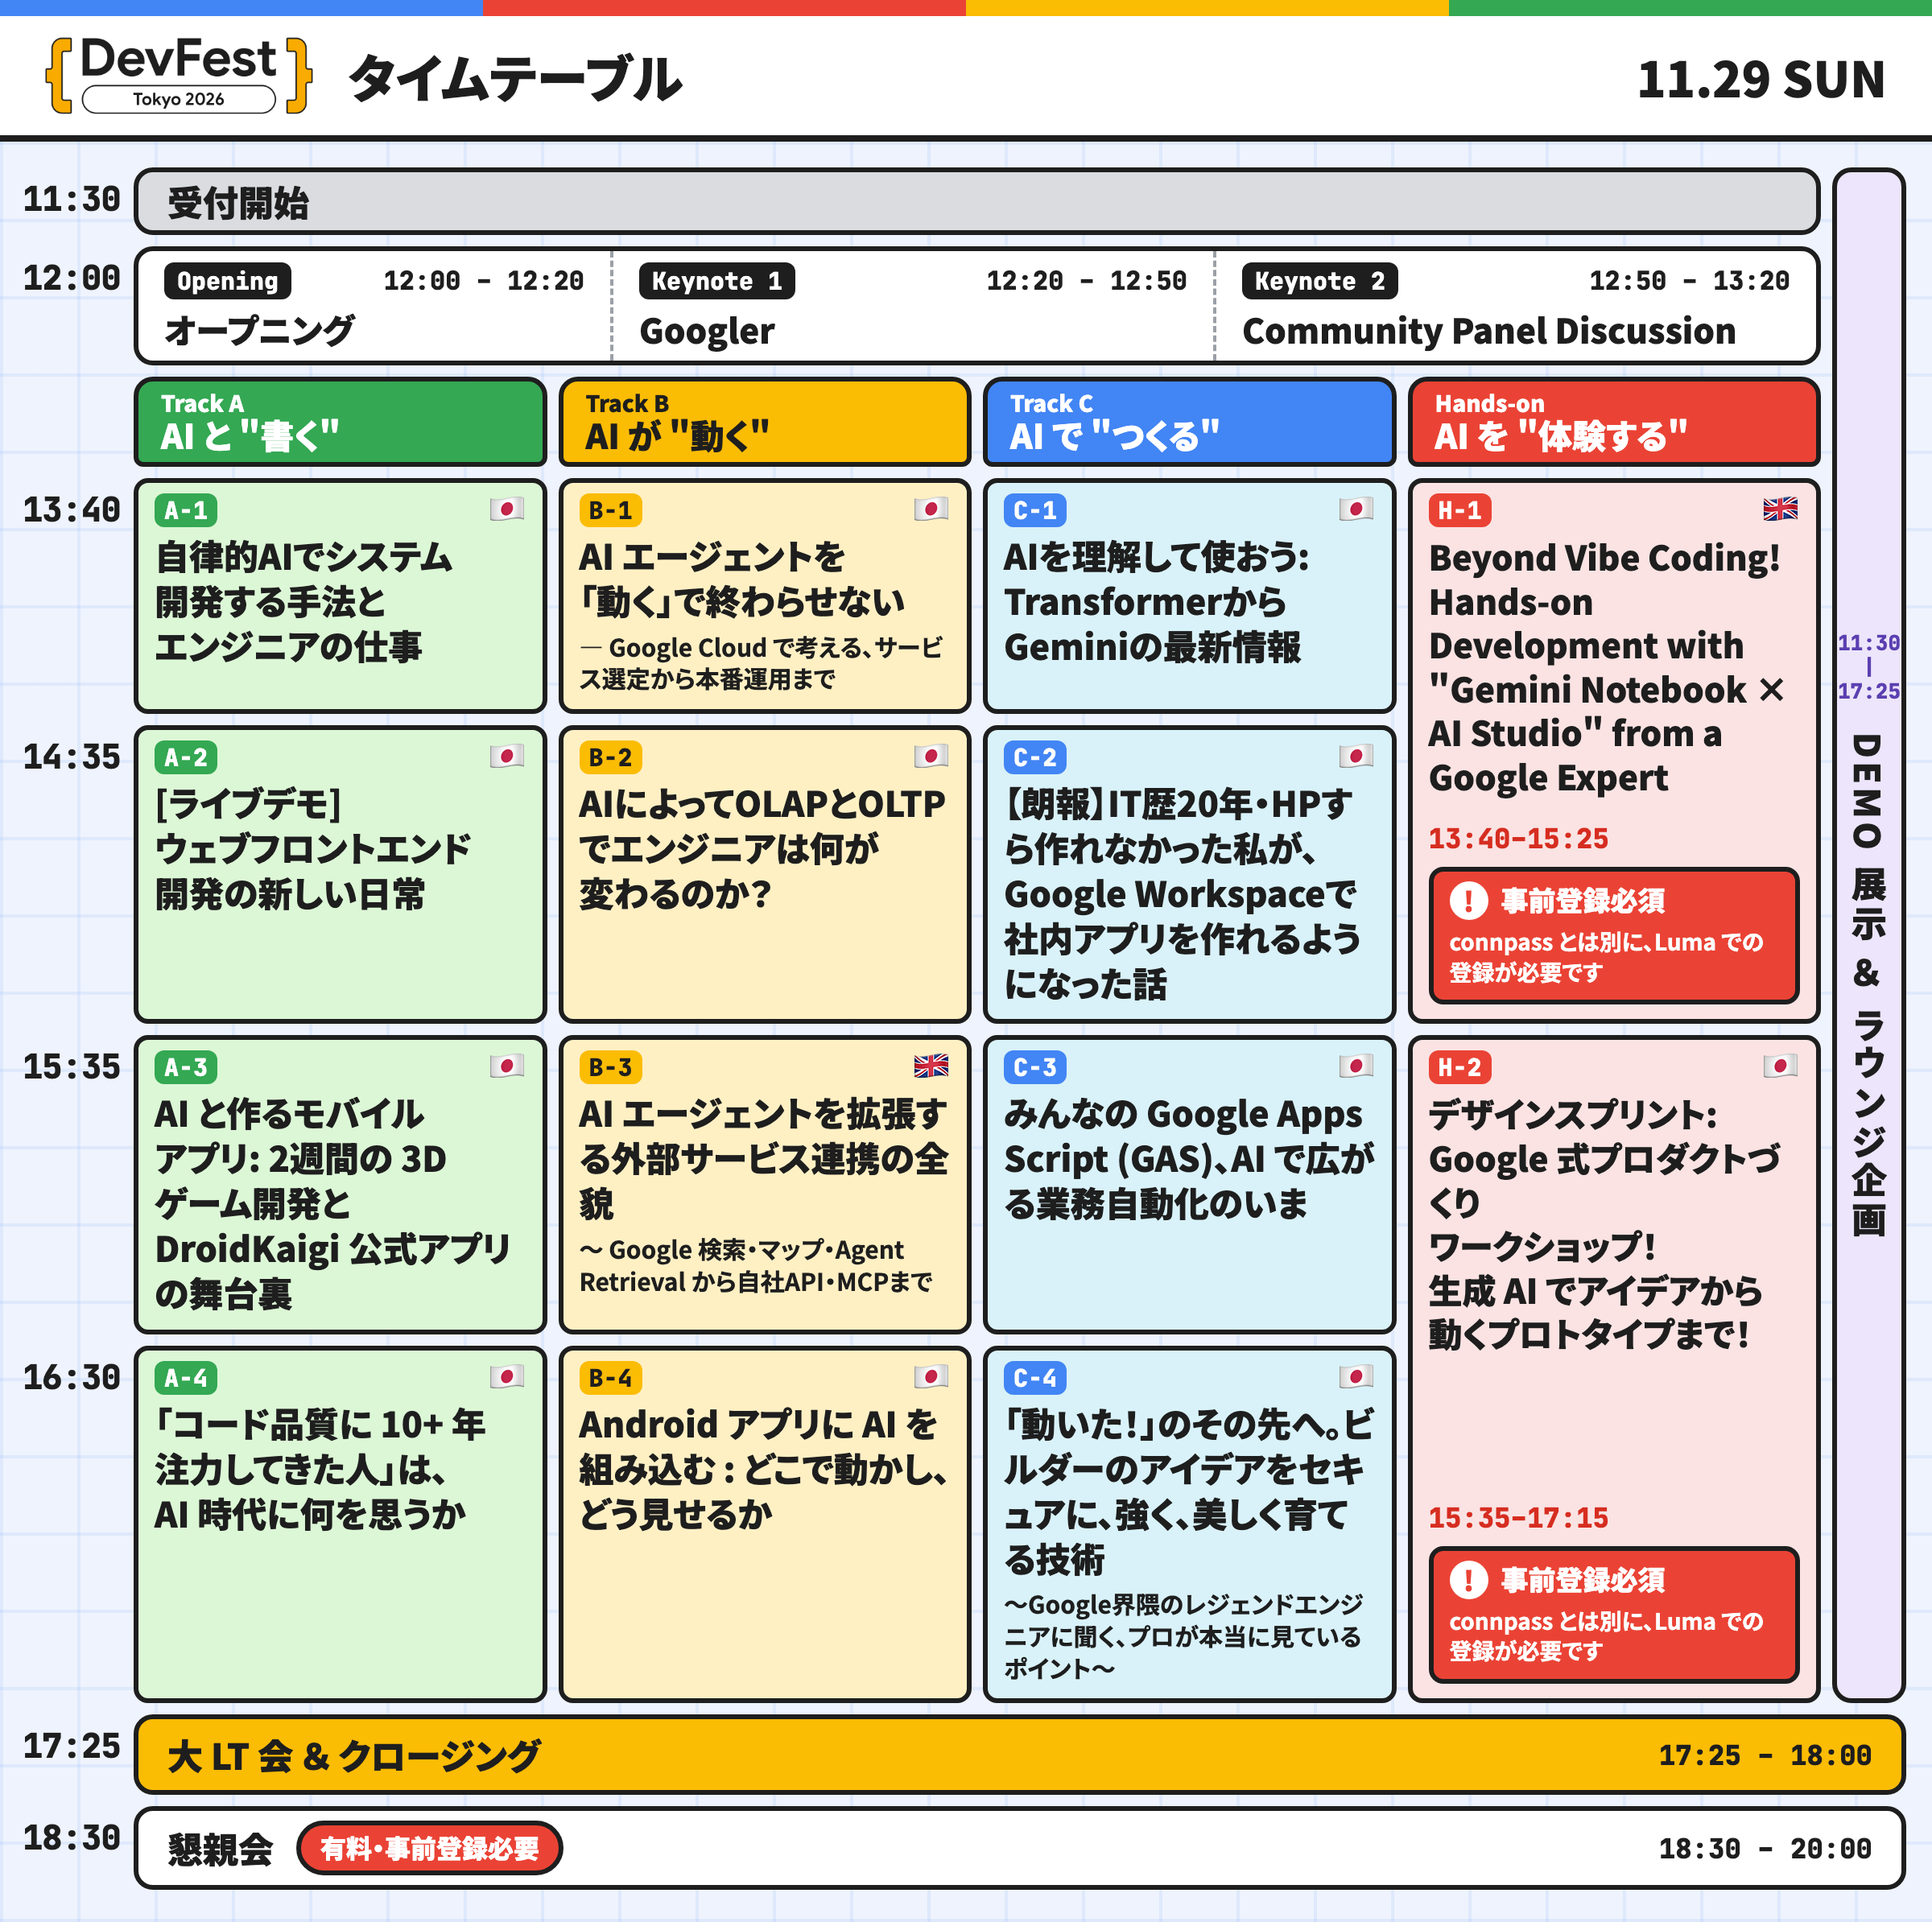 DevFest
Tokyo 2026
タイムテーブル
11.29 SUN
11:30
受付開始
12:00
Opening
12:00 - 12:20
オープニング
Keynote 1
12:20 - 12:50
Googler
Keynote 2
12:50 - 13:20
Community Panel Discussion
Track A
AI と "書く"
Track B
AI が "動く"
Track C
AI で "つくる"
Hands-on
AI を "体験する"
13:40
A-1
自律的AIでシステム
開発する手法と
エンジニアの仕事
B-1
AI エージェントを
「動く」で終わらせない
— Google Cloud で考える、サービ
ス選定から本番運用まで
C-1
AIを理解して使おう:
Transformerから
Geminiの最新情報
H-1
Beyond Vibe Coding!
Hands-on
Development with
"Gemini Notebook ×
AI Studio" from a
Google Expert
13:40-15:25
! 事前登録必須
connpass とは別に、Luma での
登録が必要です
14:35
A-2
[ライブデモ]
ウェブフロントエンド
開発の新しい日常
B-2
AIによってOLAPとOLTP
でエンジニアは何が
変わるのか?
C-2
【朗報】IT歴20年・HPす
ら作れなかった私が、
Google Workspaceで
社内アプリを作れるよう
になった話
15:35
A-3
AI と作るモバイル
アプリ: 2週間の 3D
ゲーム開発と
DroidKaigi 公式アプリ
の舞台裏
B-3
AI エージェントを拡張す
る外部サービス連携の全
貌
〜 Google 検索・マップ・Agent
Retrieval から自社API・MCPまで
C-3
みんなの Google Apps
Script (GAS)、AI で広が
る業務自動化のいま
H-2
デザインスプリント:
Google 式プロダクトづ
くり
ワークショップ!
生成 AI でアイデアから
動くプロトタイプまで!
15:35-17:15
! 事前登録必須
connpass とは別に、Luma での
登録が必要です
16:30
A-4
「コード品質に 10+ 年
注力してきた人」は、
AI 時代に何を思うか
B-4
Android アプリに AI を
組み込む : どこで動かし、
どう見せるか
C-4
「動いた!」のその先へ。ビ
ルダーのアイデアをセキ
ュアに、強く、美しく育て
る技術
〜Google界隈のレジェンドエンジ
ニアに聞く、プロが本当に見ている
ポイント〜
11:30
|
17:25
DEMO 展示 & ラウンジ企画
17:25
大 LT 会 & クロージング
17:25 - 18:00
18:30
懇親会
有料・事前登録必要
18:30 - 20:00